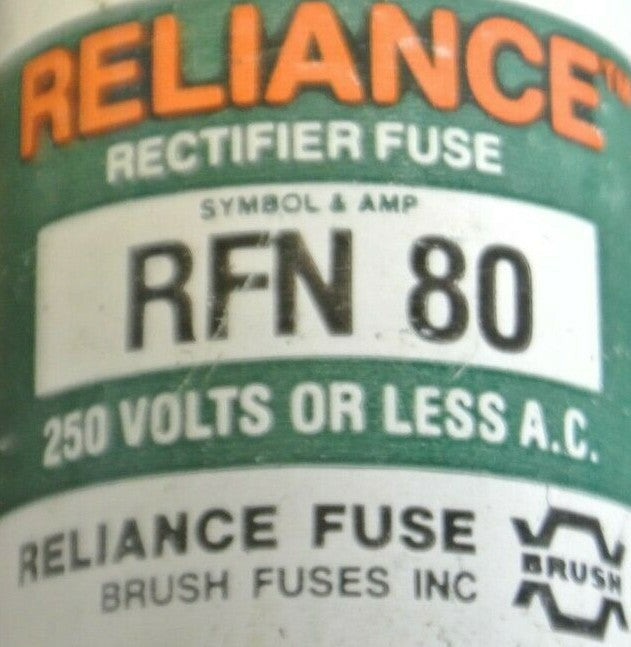 RELIANCE™
RECTIFIER FUSE
SYMBOL & AMP
RFN 80
250 VOLTS OR LESS A.C.
RELIANCE FUSE
BRUSH FUSES INC
BRUSH